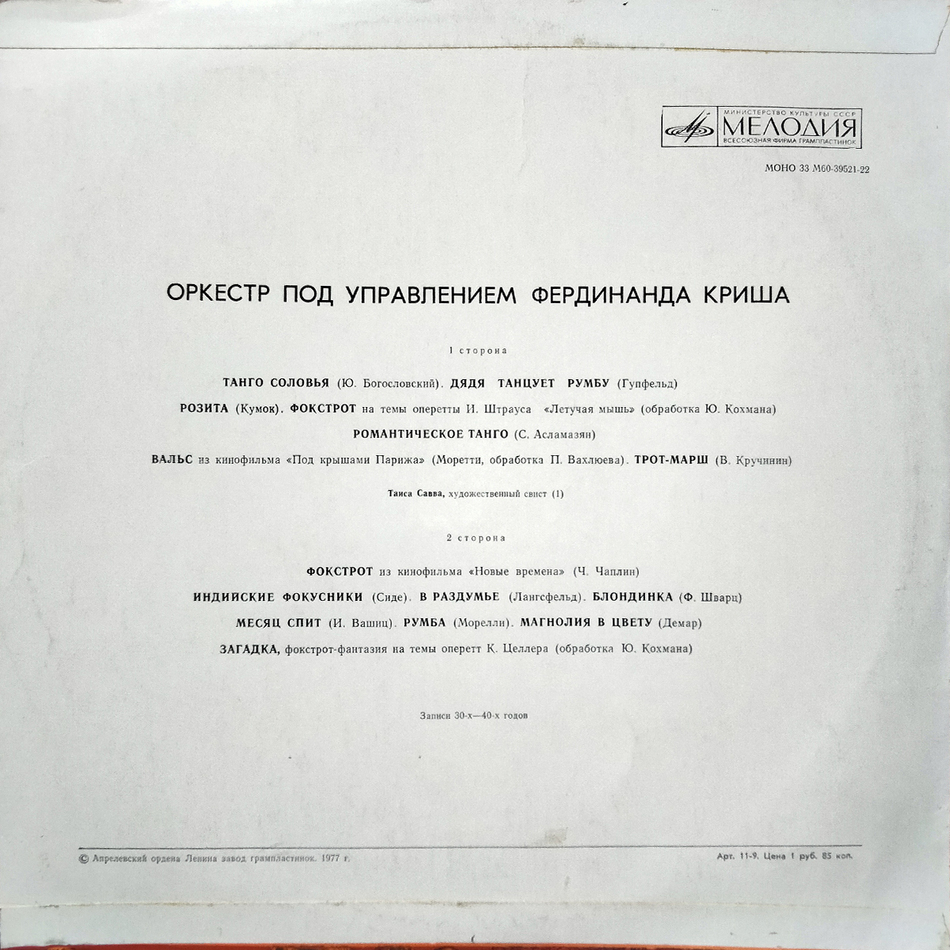 МИНИСТЕРСТВО КУЛЬТУРЫ СССР
МЕЛОДИЯ
ВСЕСОЮЗНАЯ ФИРМА ГРАМПЛАСТИНОК
МОНО 33 М60-39521-22
ОРКЕСТР ПОД УПРАВЛЕНИЕМ ФЕРДИНАНДА КРИША
1 сторона
ТАНГО СОЛОВЬЯ (Ю. Богословский). ДЯДЯ ТАНЦУЕТ РУМБУ (Гупфельд)
РОЗИТА (Кумок). ФОКСТРОТ на темы оперетты И. Штрауса «Летучая мышь» (обработка Ю. Кохмана)
РОМАНТИЧЕСКОЕ ТАНГО (С. Асламазян)
ВАЛЬС из кинофильма «Под крышами Парижа» (Моретти, обработка П. Вахлюева). ТРОТ-МАРШ (В. Кручинин)
Таиса Савва, художественный свист (1)
2 сторона
ФОКСТРОТ из кинофильма «Новые времена» (Ч. Чаплин)
ИНДИЙСКИЕ ФОКУСНИКИ (Сиде). В РАЗДУМЬЕ (Лангсфельд). БЛОНДИНКА (Ф. Шварц)
МЕСЯЦ СПИТ (И. Вашиц). РУМБА (Морелли). МАГНОЛИЯ В ЦВЕТУ (Демар)
ЗАГАДКА, фокстрот-фантазия на темы оперетт К. Целлера (обработка Ю. Кохмана)
Записи 30-х—40-х годов
© Апрелевский ордена Ленина завод грампластинок. 1977 г.
Арт. 11-9. Цена 1 руб. 85 коп.